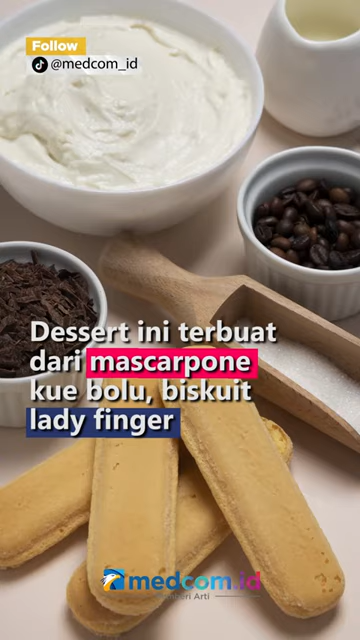 Follow
@medcom_id
Dessert ini terbuat
dari mascarpone
kue bolu, biskuit
lady finger
medcom.id